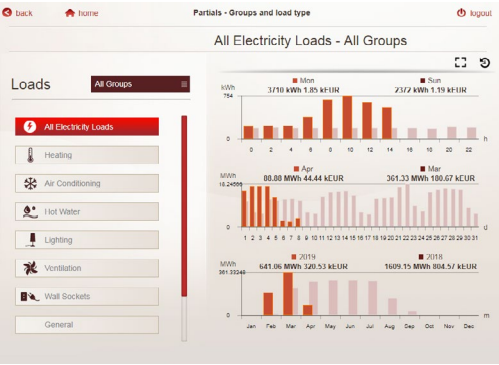 back
home
Partials - Groups and load type
logout
All Electricity Loads - All Groups
Loads
All Groups
All Electricity Loads
Heating
Air Conditioning
Hot Water
Lighting
Ventilation
Wall Sockets
General
kWh
Mon
Sun
3710 kWh 1.85 kEUR
2372 kWh 1.19 kEUR
784
0
0 2 4 6 8 10 12 14 16 18 20 22
h
MWh
Apr
Mar
88.88 MWh 44.44 kEUR
361.33 MWh 180.67 kEUR
0
1 2 3 4 5 6 7 8 9 10 11 12 13 14 15 16 17 18 19 20 21 22 23 24 25 26 27 28 29 30 31
d
MWh
2019
2018
641.06 MWh 320.53 kEUR
1609.15 MWh 804.57 kEUR
0
Jan Feb Mar Apr May Jun Jul Aug Sep Oct Nov Dec
m